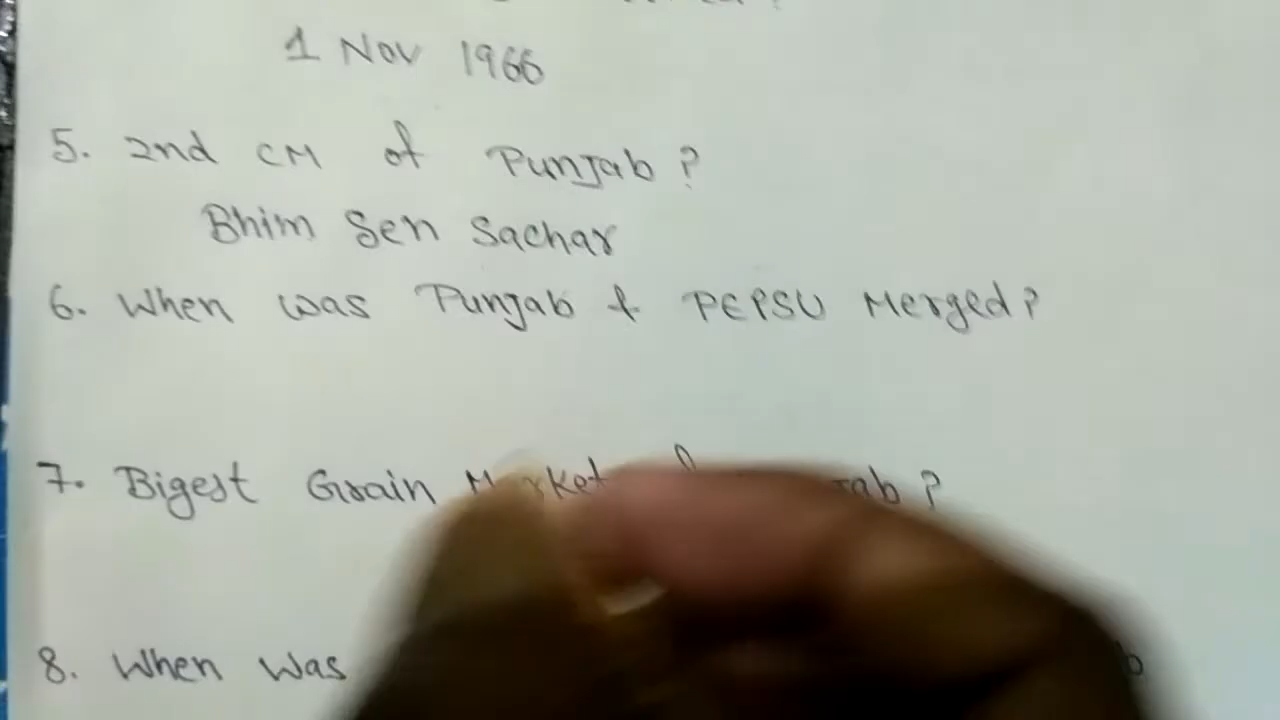 1 Nov 1966
5. 2nd CM of Punjab?
Bhim Sen Sachar
6. When was Punjab & PEPSU Merged?
7. Bigest Grain Market ?
8. When was